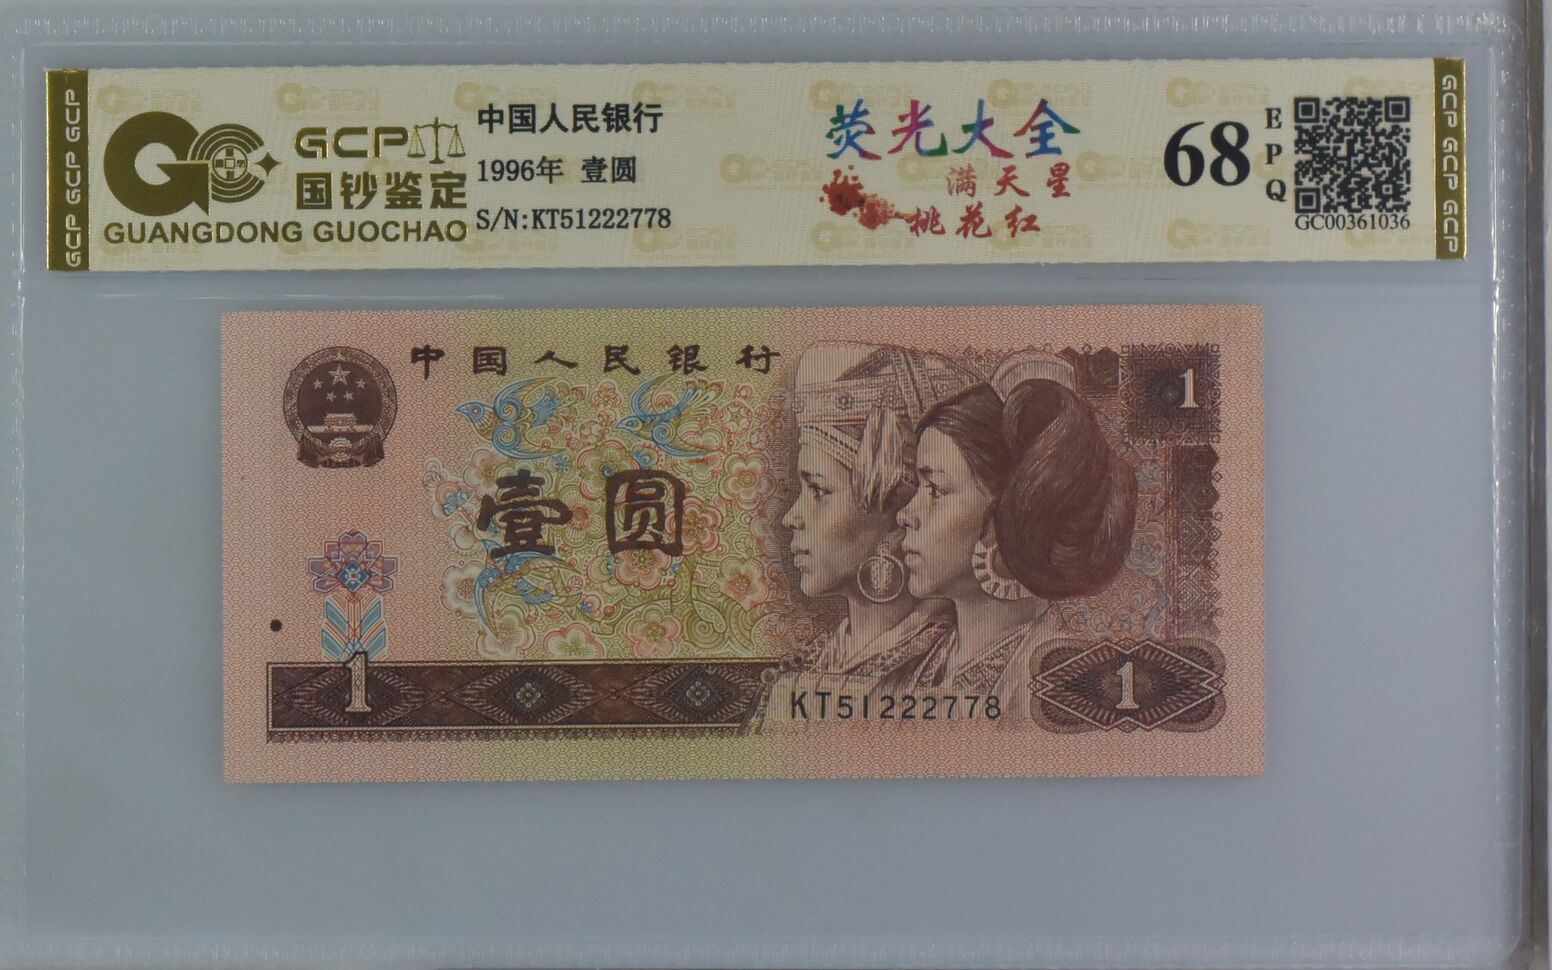 GCP GCP GCP
GCP
国钞鉴定
GUANGDONG GUOCHAO
中国人民银行
1996年 壹圆
S/N:KT51222778
荧光大全
满天星
桃花红
68
EPQ
GC00361036
GCP GCP GCP
中国人民银行
1
壹圆
1
KT51222778
1